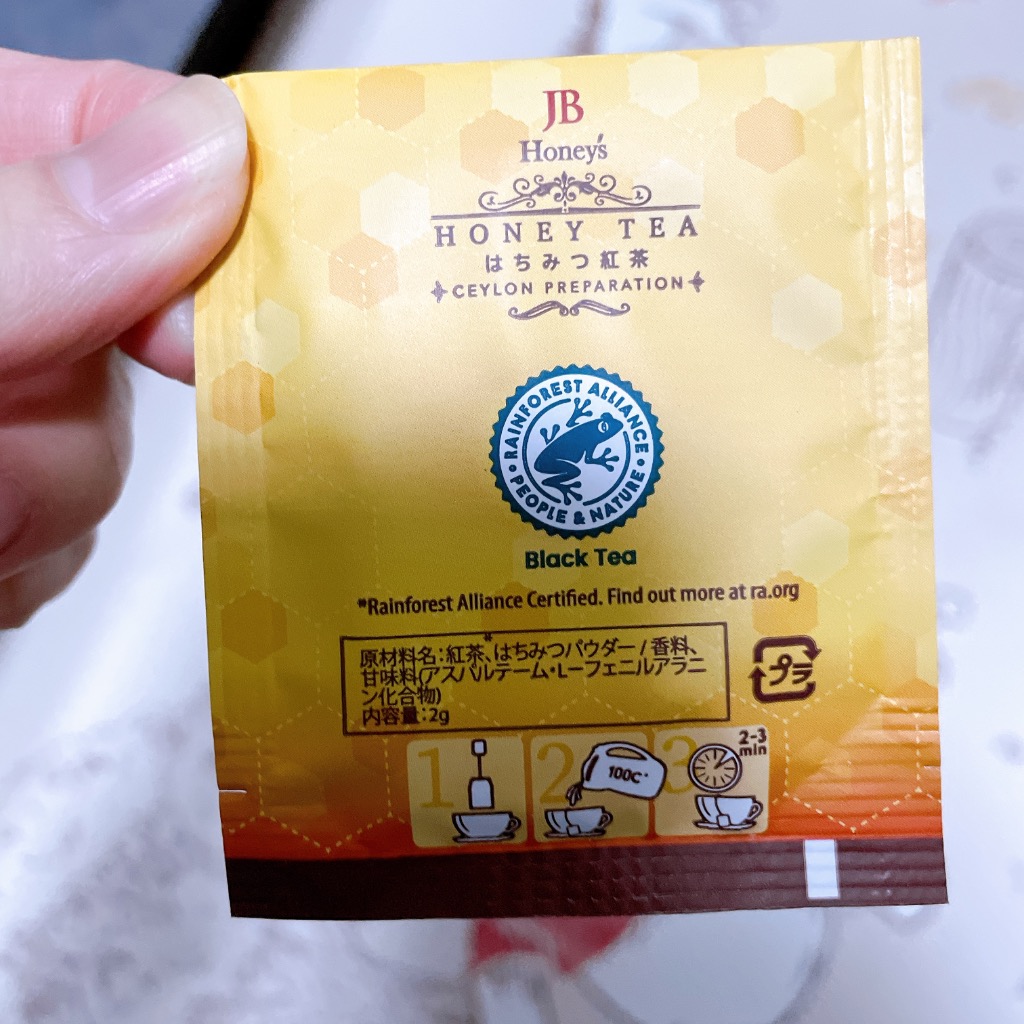 JB
Honey's
HONEY TEA
はちみつ紅茶
CEYLON PREPARATION
RAINFOREST ALLIANCE
PEOPLE & NATURE
Black Tea
*Rainforest Alliance Certified. Find out more at ra.org
原材料名:紅茶*、はちみつパウダー/香料、
甘味料(アスパルテーム・L-フェニルアラニ
ン化合物)
内容量:2g
プラ
1 2 100C° 3 2-3 min